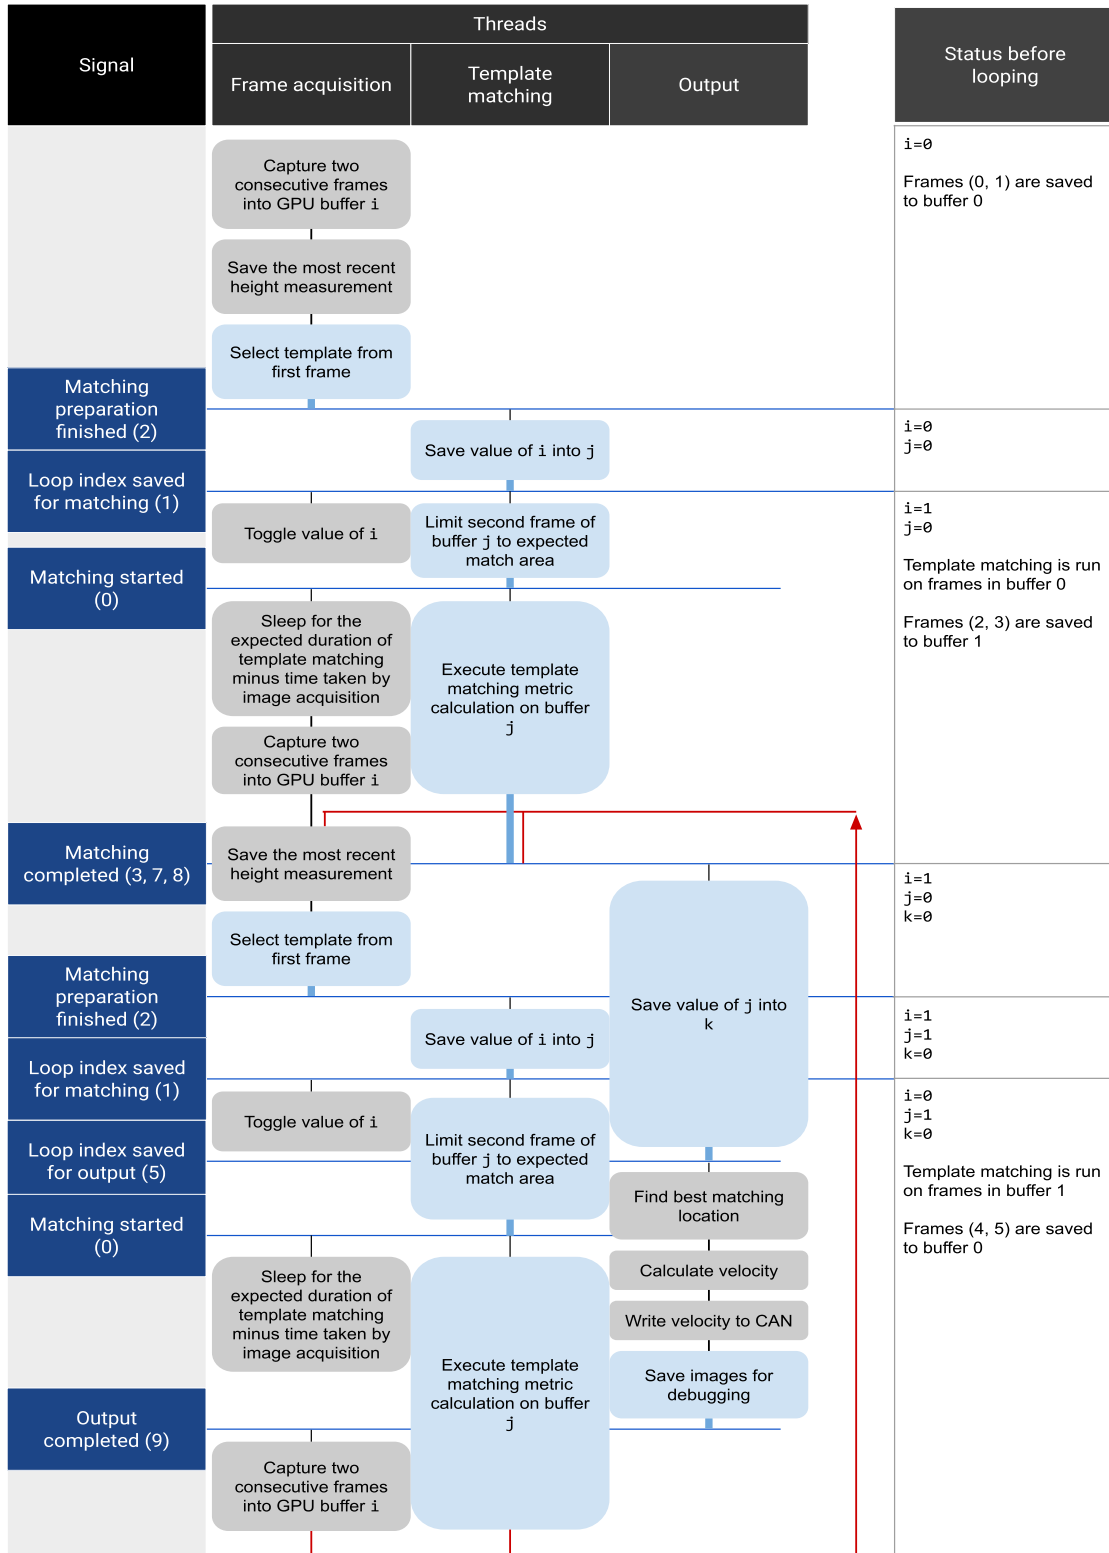 Signal
Threads
Frame acquisition
Template
matching
Output
Status before
looping
Capture two
consecutive frames
into GPU buffer i
i=0
Frames (0, 1) are saved
to buffer 0
Save the most recent
height measurement
Select template from
first frame
Matching
preparation
finished (2)
Save value of i into j
i=0
j=0
Loop index saved
for matching (1)
Toggle value of i
Limit second frame of
buffer j to expected
match area
i=1
j=0
Template matching is run
on frames in buffer 0
Frames (2, 3) are saved
to buffer 1
Matching started
(0)
Sleep for the
expected duration of
template matching
minus time taken by
image acquisition
Execute template
matching metric
calculation on buffer
j
Capture two
consecutive frames
into GPU buffer i
Matching
completed (3, 7, 8)
Save the most recent
height measurement
i=1
j=0
k=0
Select template from
first frame
Save value of j into
k
Matching
preparation
finished (2)
Save value of i into j
i=1
j=1
k=0
Loop index saved
for matching (1)
Toggle value of i
Limit second frame of
buffer j to expected
match area
i=0
j=1
k=0
Template matching is run
on frames in buffer 1
Frames (4, 5) are saved
to buffer 0
Loop index saved
for output (5)
Find best matching
location
Matching started
(0)
Sleep for the
expected duration of
template matching
minus time taken by
image acquisition
Execute template
matching metric
calculation on buffer
j
Calculate velocity
Write velocity to CAN
Save images for
debugging
Output
completed (9)
Capture two
consecutive frames
into GPU buffer i